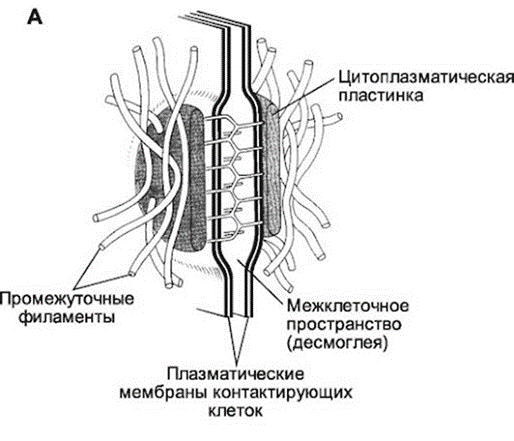 А
Цитоплазматическая
пластинка
Промежуточные
филаменты
Межклеточное
пространство
(десмоглея)
Плазматические
мембраны контактирующих
клеток